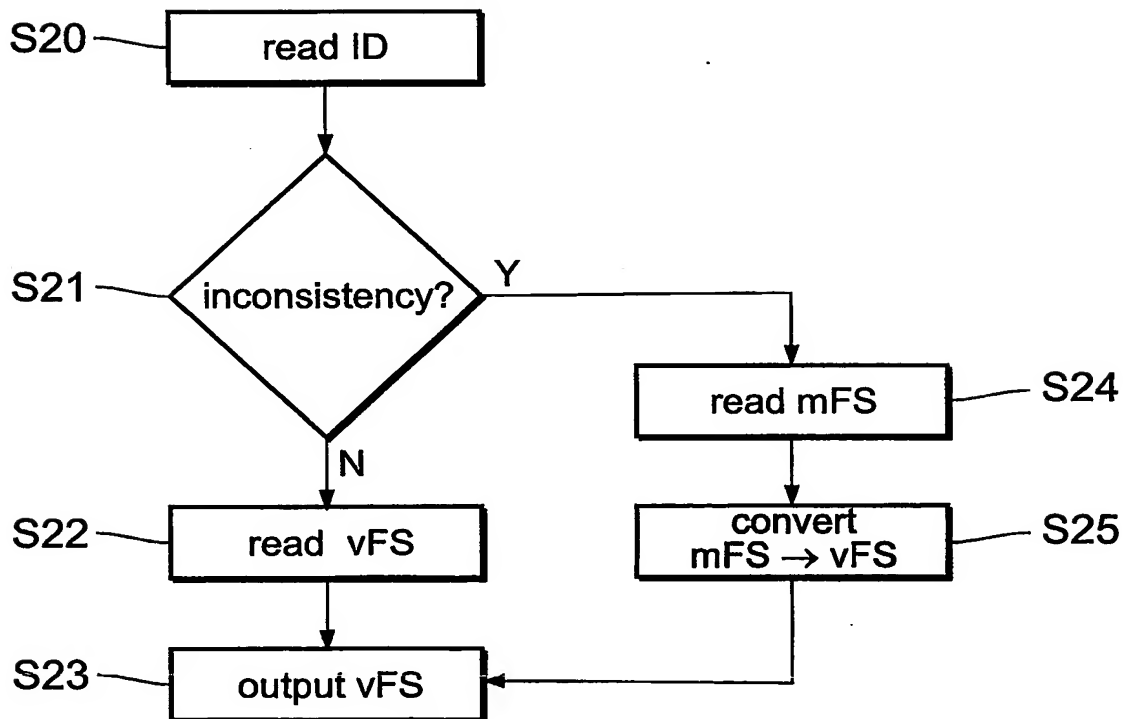 S20
read ID
S21
inconsistency?
Y
N
read mFS
S24
S22
read vFS
convert
mFS → vFS
S25
S23
output vFS